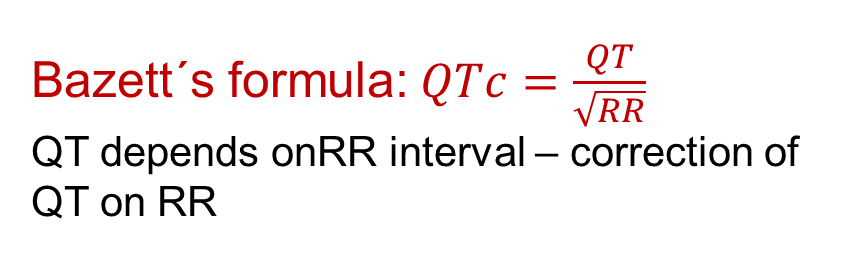 Bazett´s formula: QTc = QT/√RR
QT depends onRR interval – correction of
QT on RR